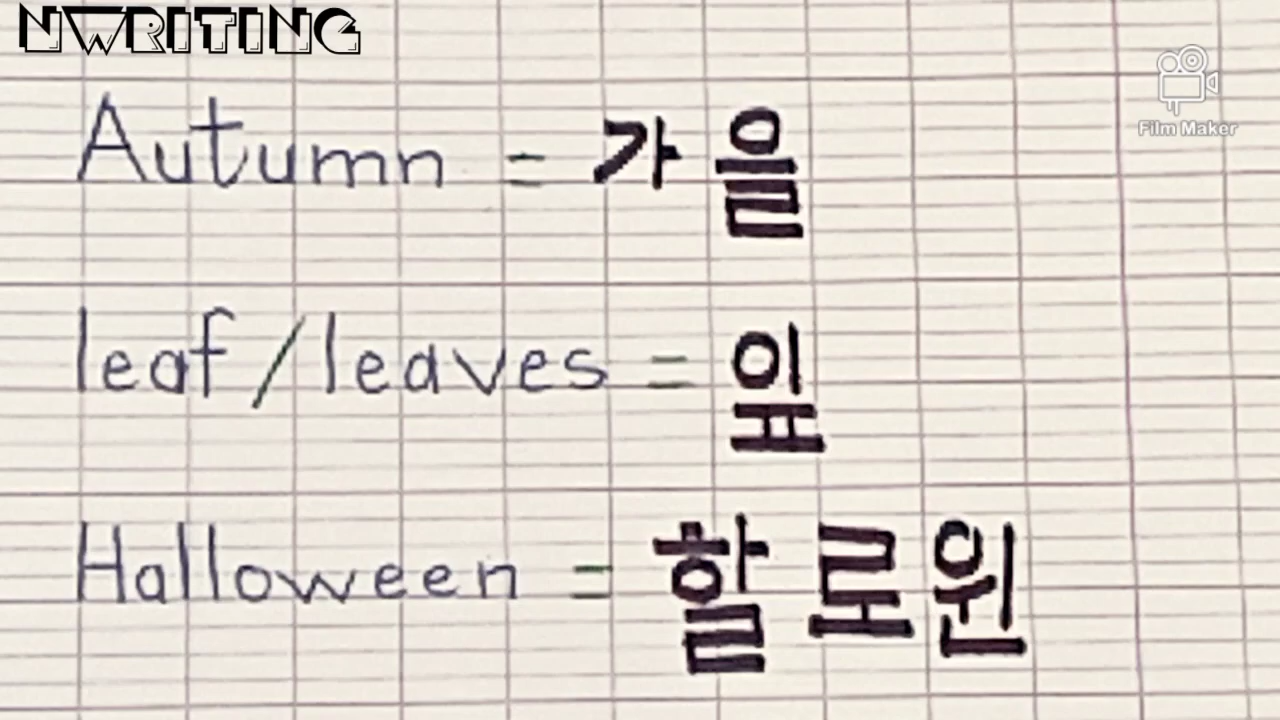 NWRITING
Film Maker
Autumn = 가을
leaf/leaves = 잎
Halloween = 할로윈